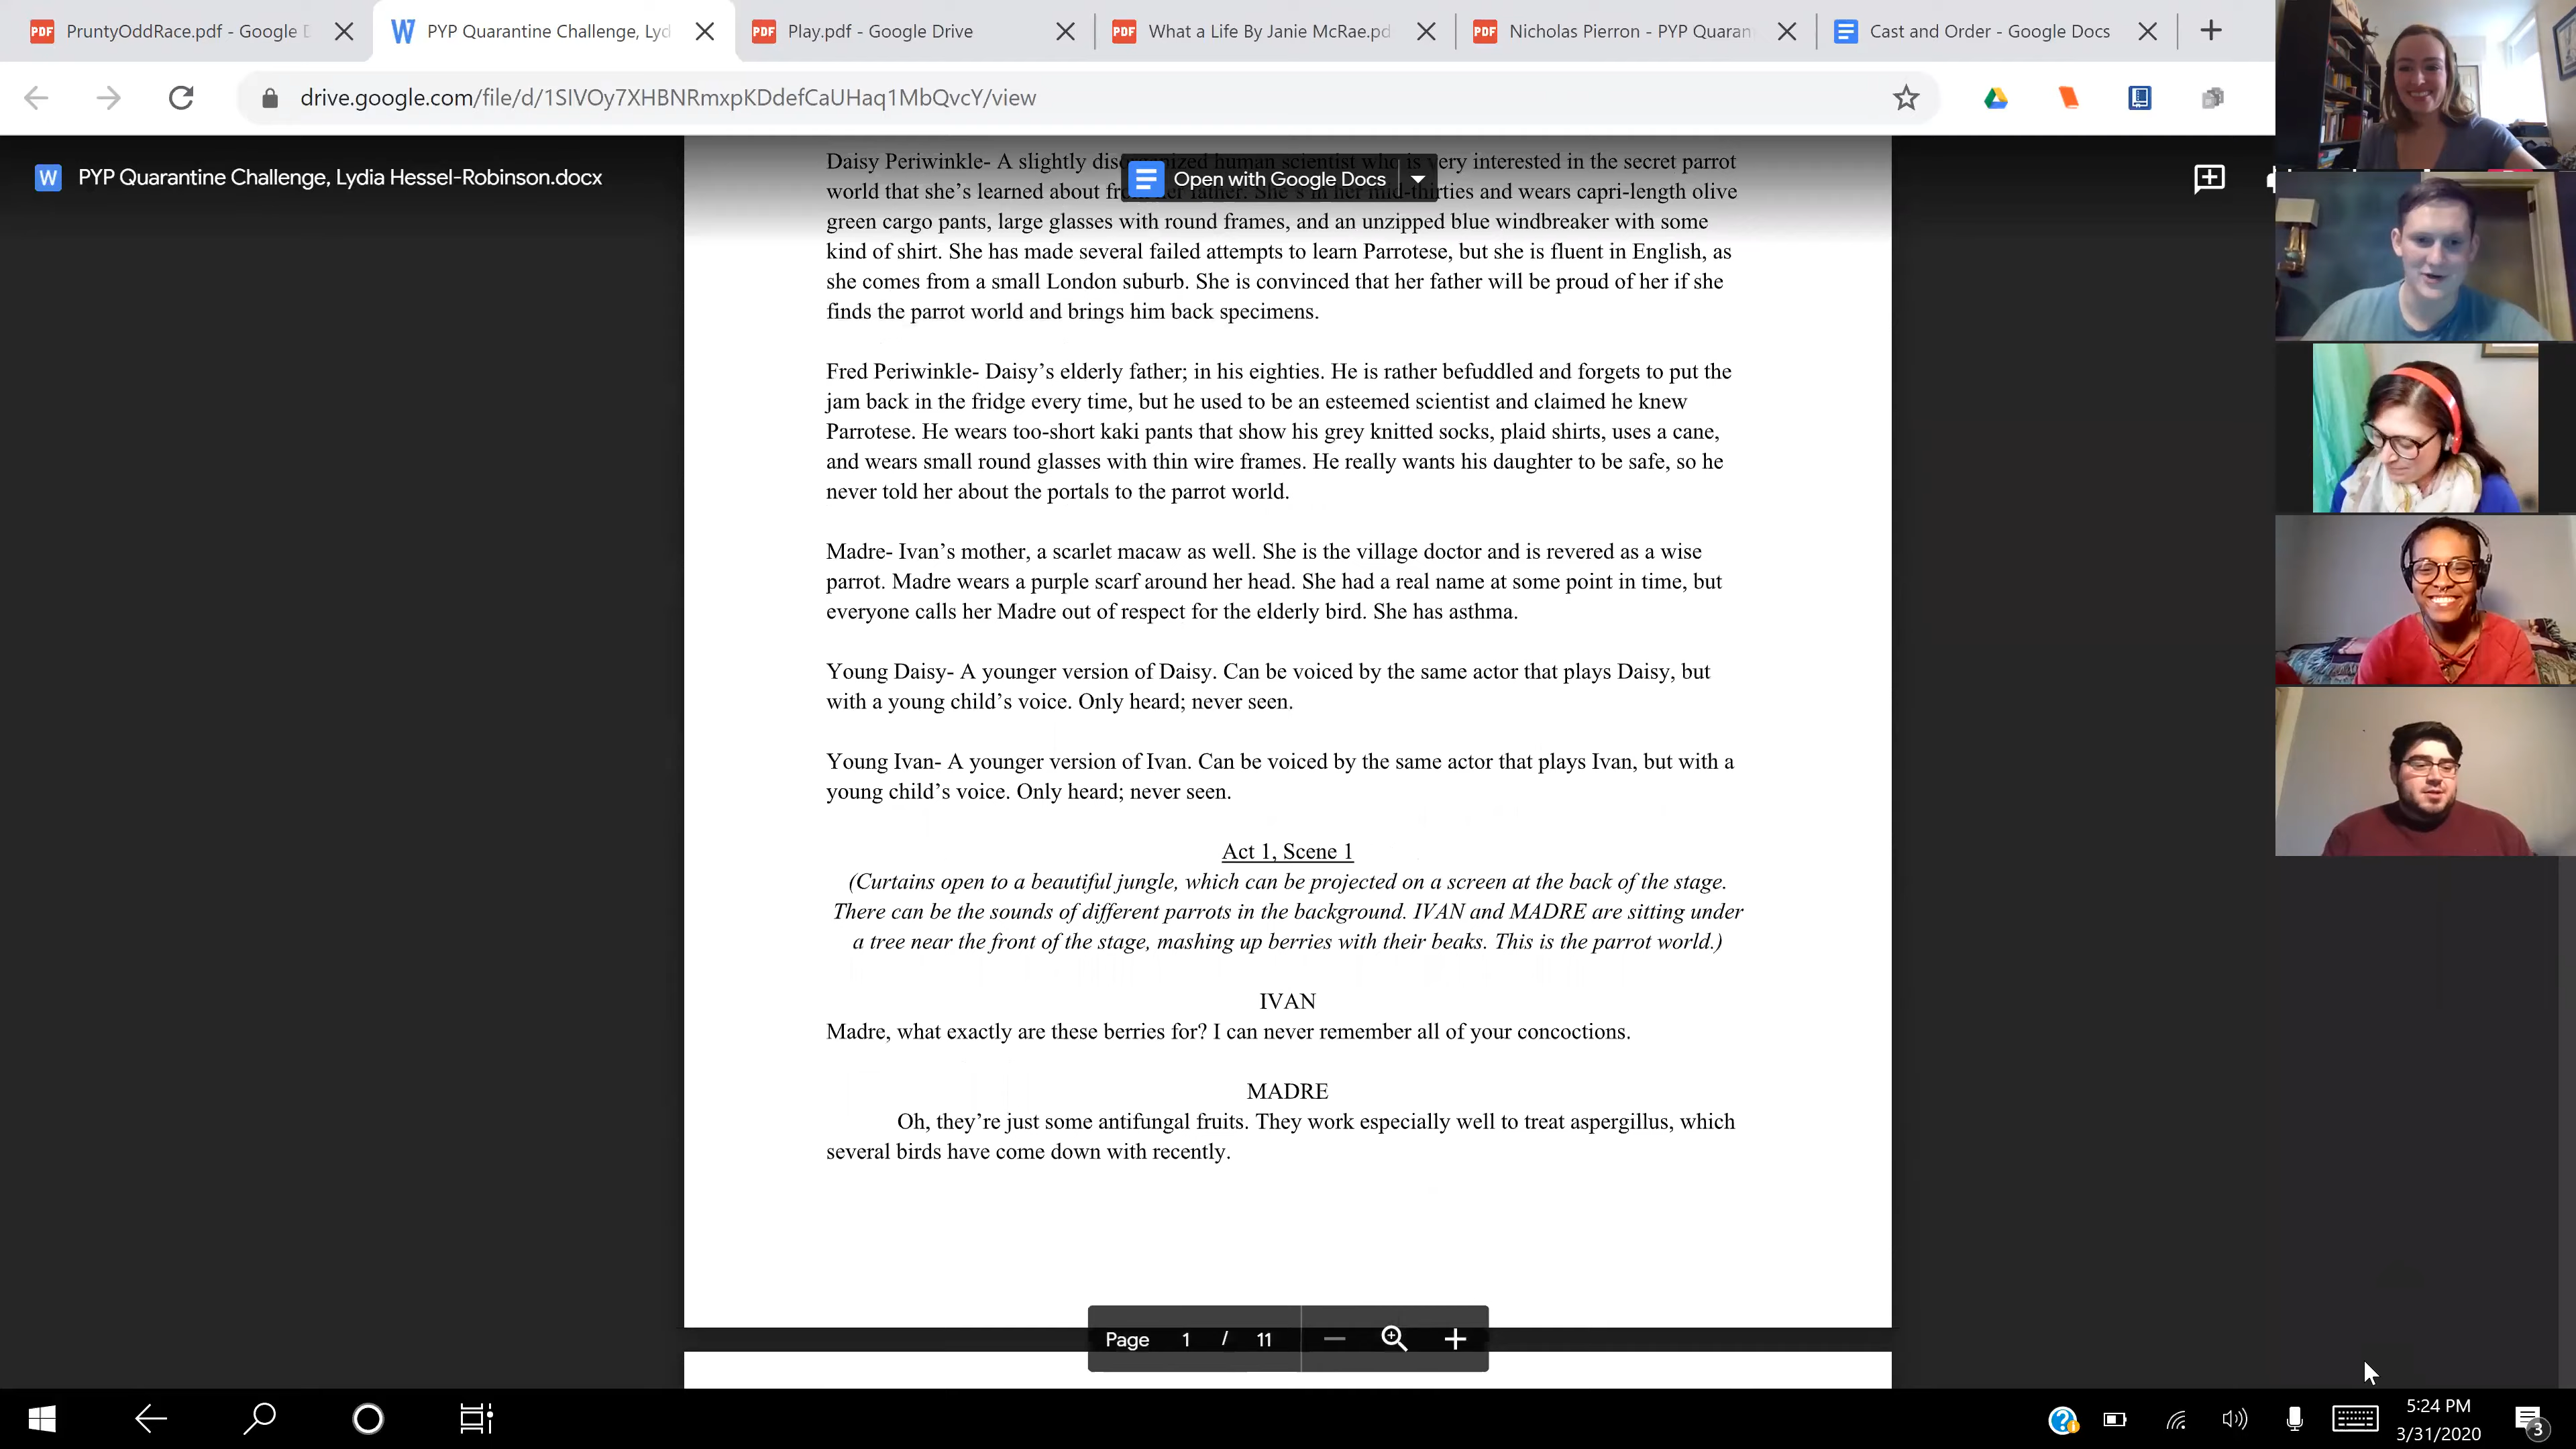 PruntyOddRace.pdf - Google D
PYP Quarantine Challenge, Lyd
Play.pdf - Google Drive
What a Life By Janie McRae.pd
Nicholas Pierron - PYP Quaran
Cast and Order - Google Docs
drive.google.com/file/d/1SIVOy7XHBNRmxpKDdefCaUHaq1MbQvcY/view
PYP Quarantine Challenge, Lydia Hessel-Robinson.docx
Open with Google Docs
Daisy Periwinkle- A slightly disorganized human scientist who is very interested in the secret parrot
world that she's learned about from her father. She's in her mid-thirties and wears capri-length olive
green cargo pants, large glasses with round frames, and an unzipped blue windbreaker with some
kind of shirt. She has made several failed attempts to learn Parrotese, but she is fluent in English, as
she comes from a small London suburb. She is convinced that her father will be proud of her if she
finds the parrot world and brings him back specimens.
Fred Periwinkle- Daisy's elderly father; in his eighties. He is rather befuddled and forgets to put the
jam back in the fridge every time, but he used to be an esteemed scientist and claimed he knew
Parrotese. He wears too-short kaki pants that show his grey knitted socks, plaid shirts, uses a cane,
and wears small round glasses with thin wire frames. He really wants his daughter to be safe, so he
never told her about the portals to the parrot world.
Madre- Ivan's mother, a scarlet macaw as well. She is the village doctor and is revered as a wise
parrot. Madre wears a purple scarf around her head. She had a real name at some point in time, but
everyone calls her Madre out of respect for the elderly bird. She has asthma.
Young Daisy- A younger version of Daisy. Can be voiced by the same actor that plays Daisy, but
with a young child's voice. Only heard; never seen.
Young Ivan- A younger version of Ivan. Can be voiced by the same actor that plays Ivan, but with a
young child's voice. Only heard; never seen.
Act 1, Scene 1
(Curtains open to a beautiful jungle, which can be projected on a screen at the back of the stage.
There can be the sounds of different parrots in the background. IVAN and MADRE are sitting under
a tree near the front of the stage, mashing up berries with their beaks. This is the parrot world.)
IVAN
Madre, what exactly are these berries for? I can never remember all of your concoctions.
MADRE
Oh, they're just some antifungal fruits. They work especially well to treat aspergillus, which
several birds have come down with recently.
Page 1 / 11
5:24 PM
3/31/2020
3